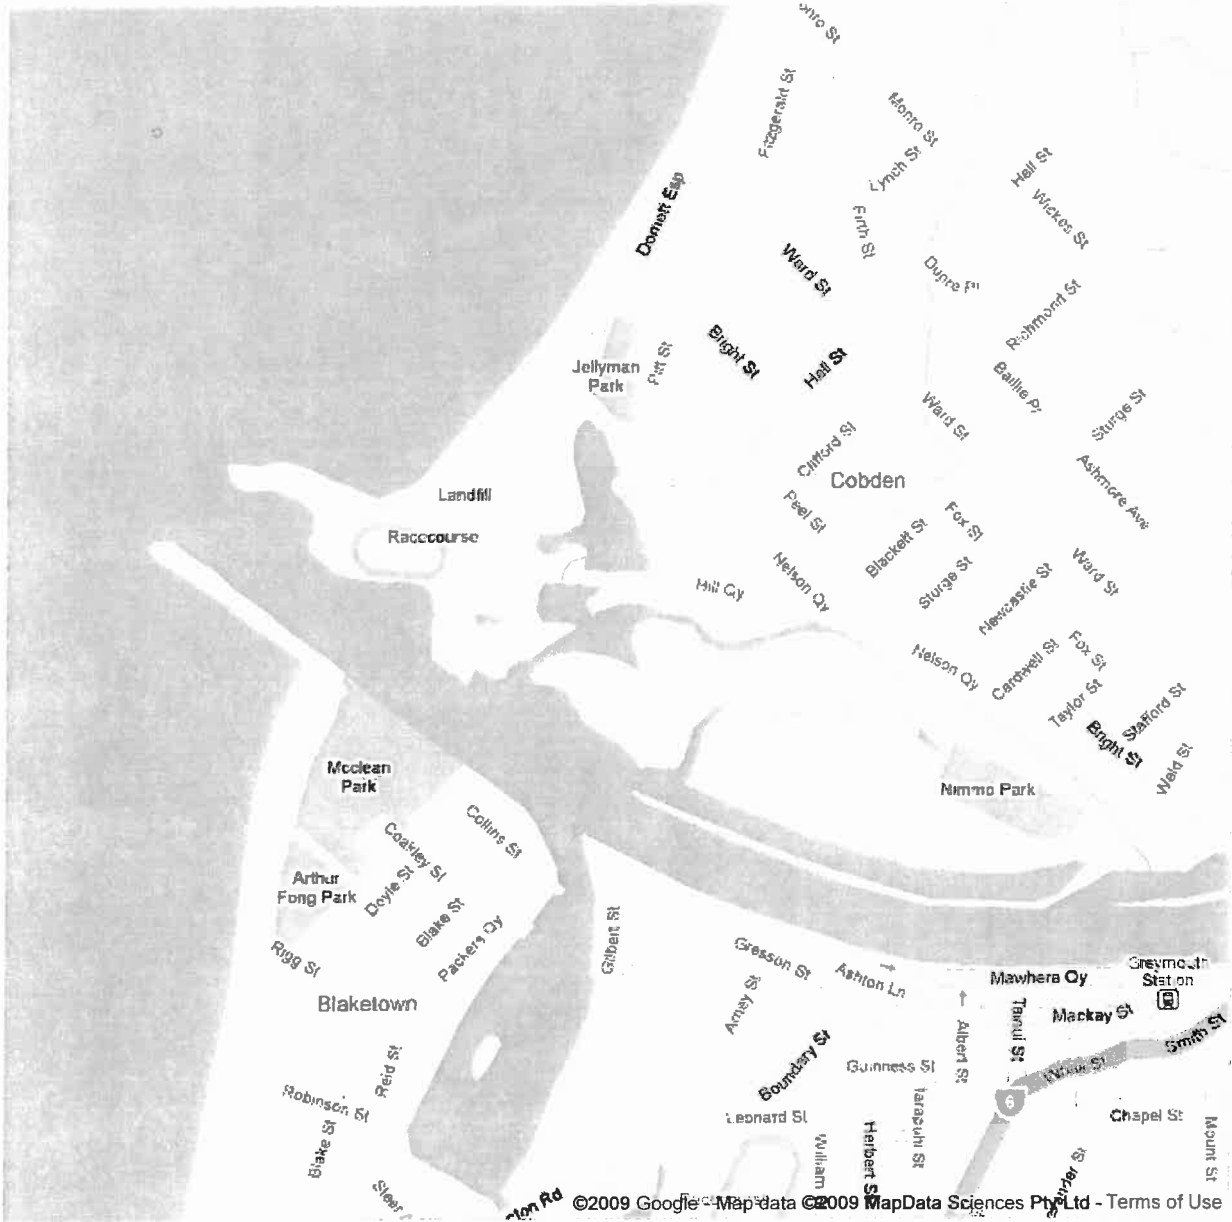 Fitzgerald St
Monro St
Lynch St
Hall St
Wickes St
Firth St
Domett Esp
Ward St
Richmond St
Bright St
Hall St
Pitt St
Jellyman
Park
Ward St
Sturge St
Clifford St
Cobden
Ashmore Ave
Landfill
Peel St
Fox St
Racecourse
Blackett St
Ward St
Nelson Qy
Sturge St
Newcastle St
Hill Qy
Nelson Qy
Cardwell St
Fox St
Taylor St
Stafford St
Bright St
Weld St
Mcclean
Park
Nimmo Park
Collins St
Coakley St
Arthur
Fong Park
Doyle St
Blake St
Packers Qy
Gilbert St
Rigg St
Gresson St
Ashton Ln
Mawhera Qy
Greymouth
Station
Blaketown
Arney St
Tainui St
Mackay St
Smith St
Albert St
Boundary St
Guinness St
Reid St
6
Robinson St
Leonard St
Tarapuhi St
Chapel St
Mount St
Blake St
William
Herbert St
©2009 Google - Map data ©2009 MapData Sciences Pty Ltd - Terms of Use